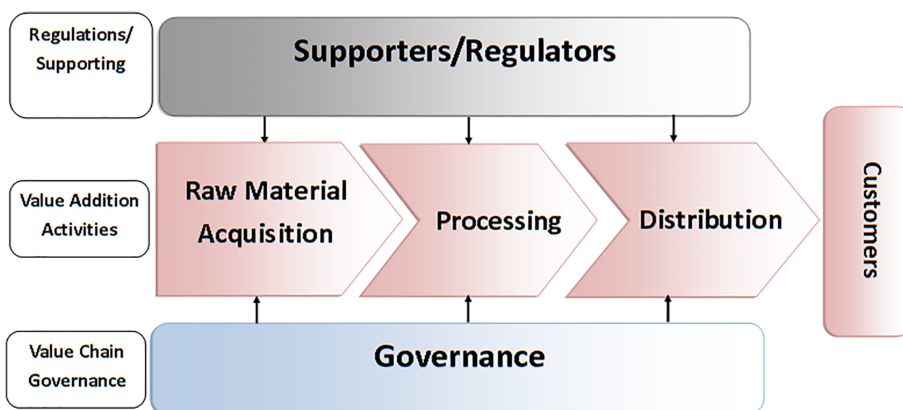 Regulations/
Supporting
Supporters/Regulators
Value Addition
Activities
Raw Material
Acquisition
Processing
Distribution
Customers
Value Chain
Governance
Governance